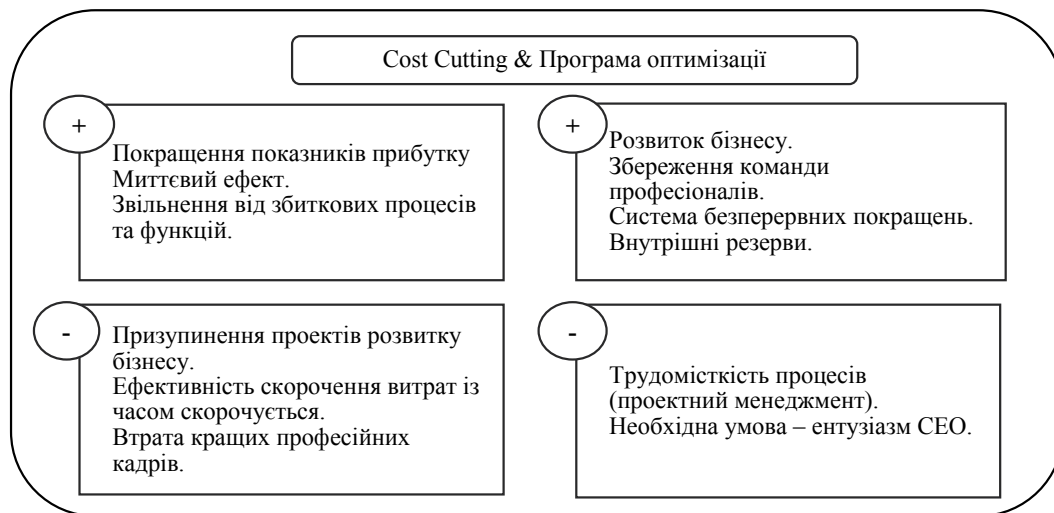 Cost Cutting & Програма оптимізації
+
Покращення показників прибутку
Миттєвий ефект.
Звільнення від збиткових процесів
та функцій.
+
Розвиток бізнесу.
Збереження команди
професіоналів.
Система безперервних покращень.
Внутрішні резерви.
-
Призупинення проектів розвитку
бізнесу.
Ефективність скорочення витрат із
часом скорочується.
Втрата кращих професійних
кадрів.
-
Трудомісткість процесів
(проектний менеджмент).
Необхідна умова – ентузіазм CEO.